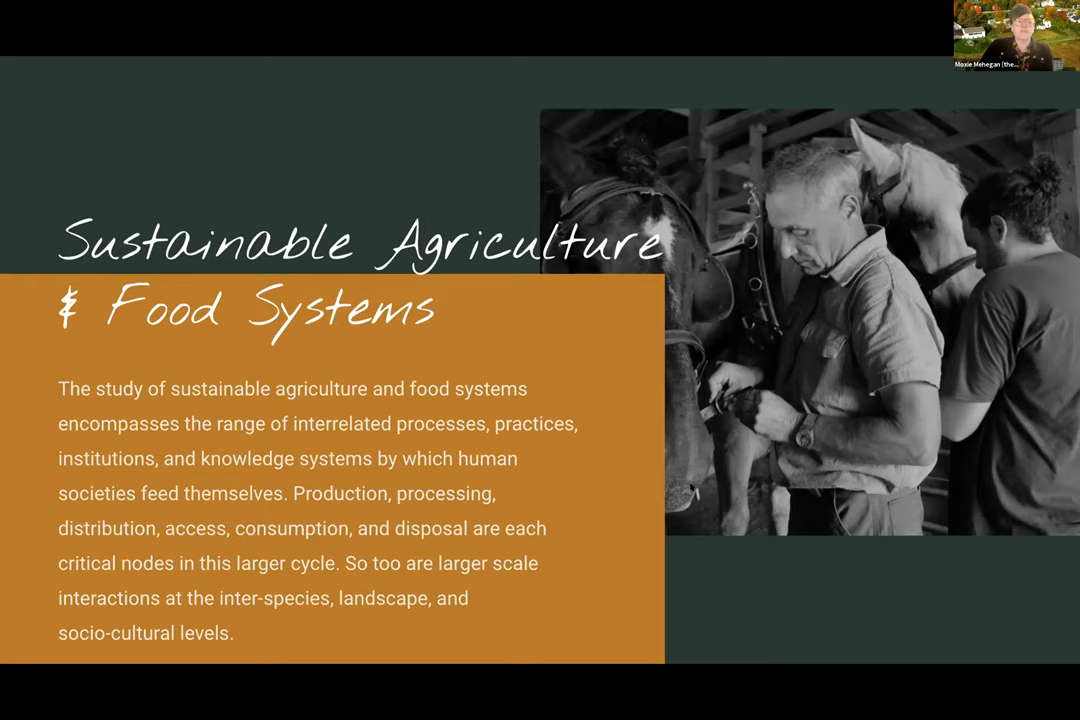 Moxie Mehegan (the...
Sustainable Agriculture
& Food Systems
The study of sustainable agriculture and food systems
encompasses the range of interrelated processes, practices,
institutions, and knowledge systems by which human
societies feed themselves. Production, processing,
distribution, access, consumption, and disposal are each
critical nodes in this larger cycle. So too are larger scale
interactions at the inter-species, landscape, and
socio-cultural levels.